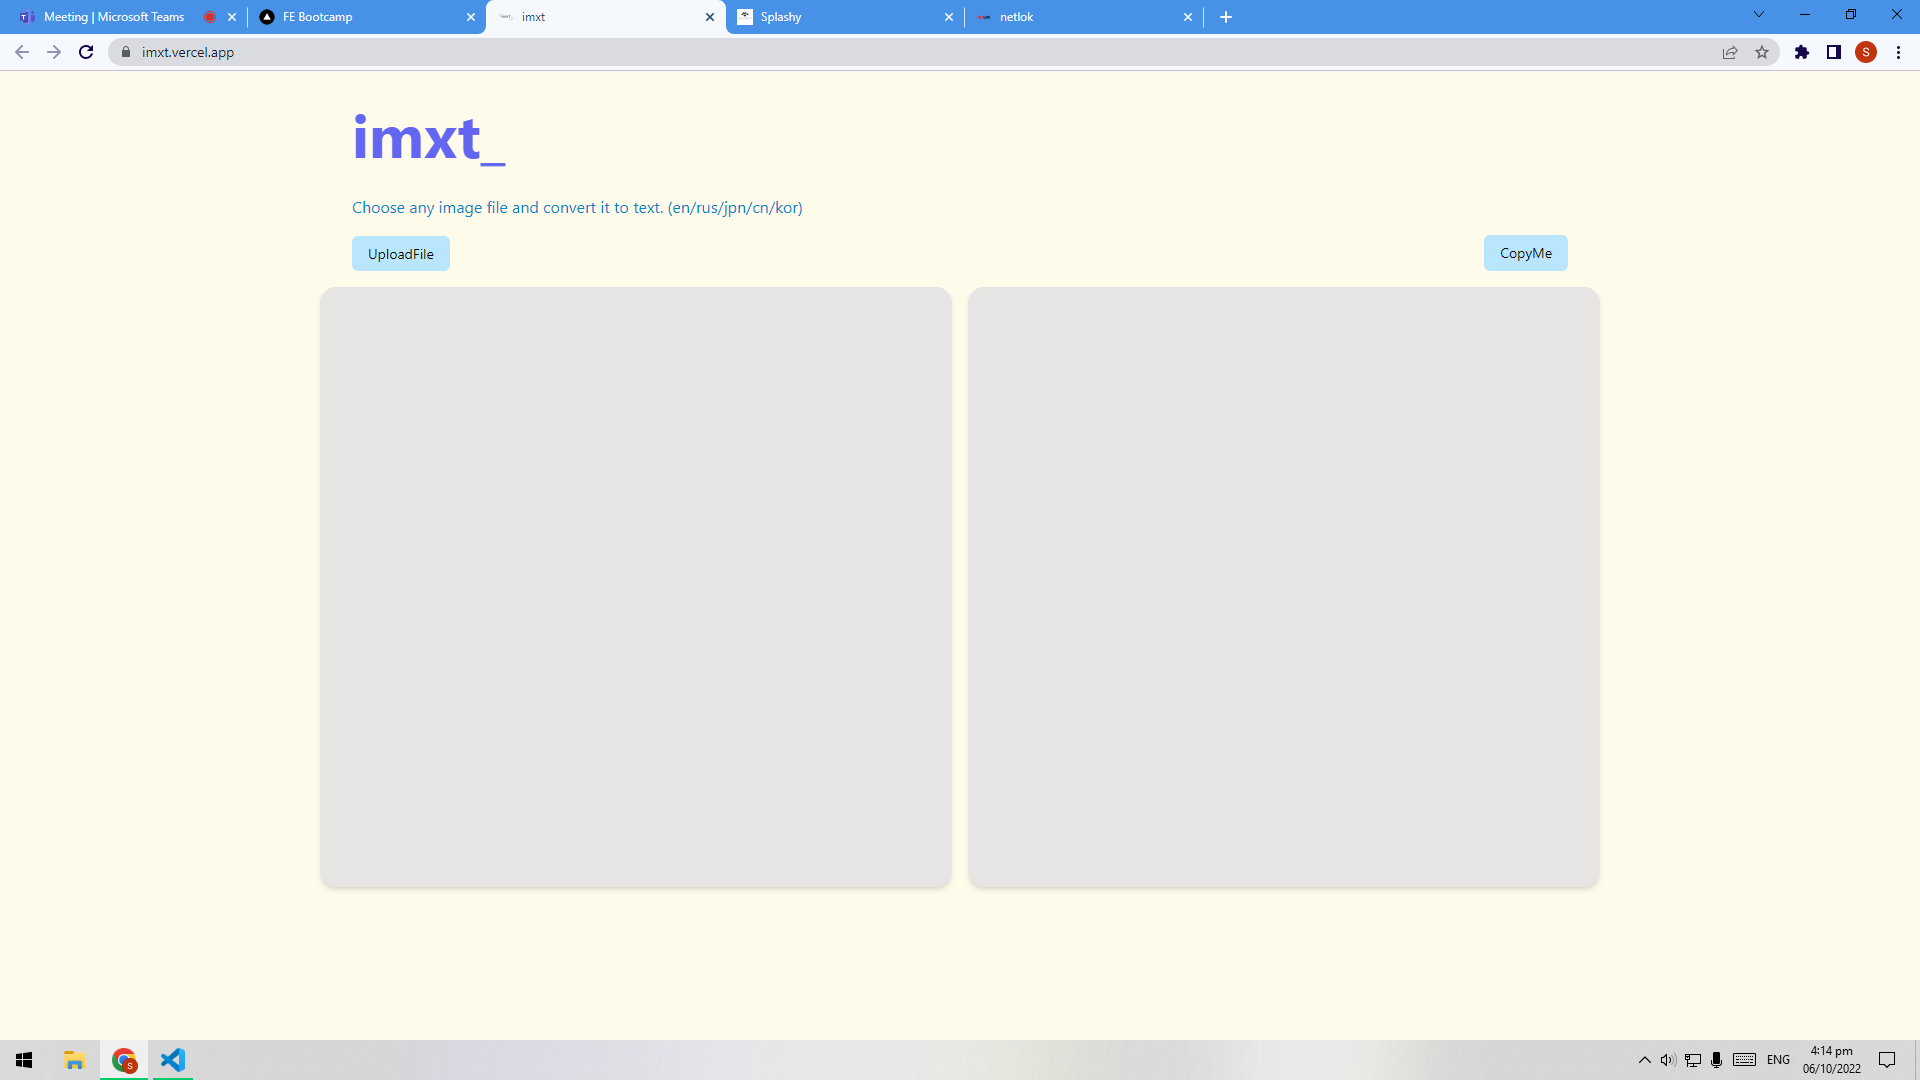 Meeting | Microsoft Teams
FE Bootcamp
imxt
Splashy
netlok
imxt.vercel.app
S
imxt_
Choose any image file and convert it to text. (en/rus/jpn/cn/kor)
UploadFile
CopyMe
ENG
4:14 pm
06/10/2022